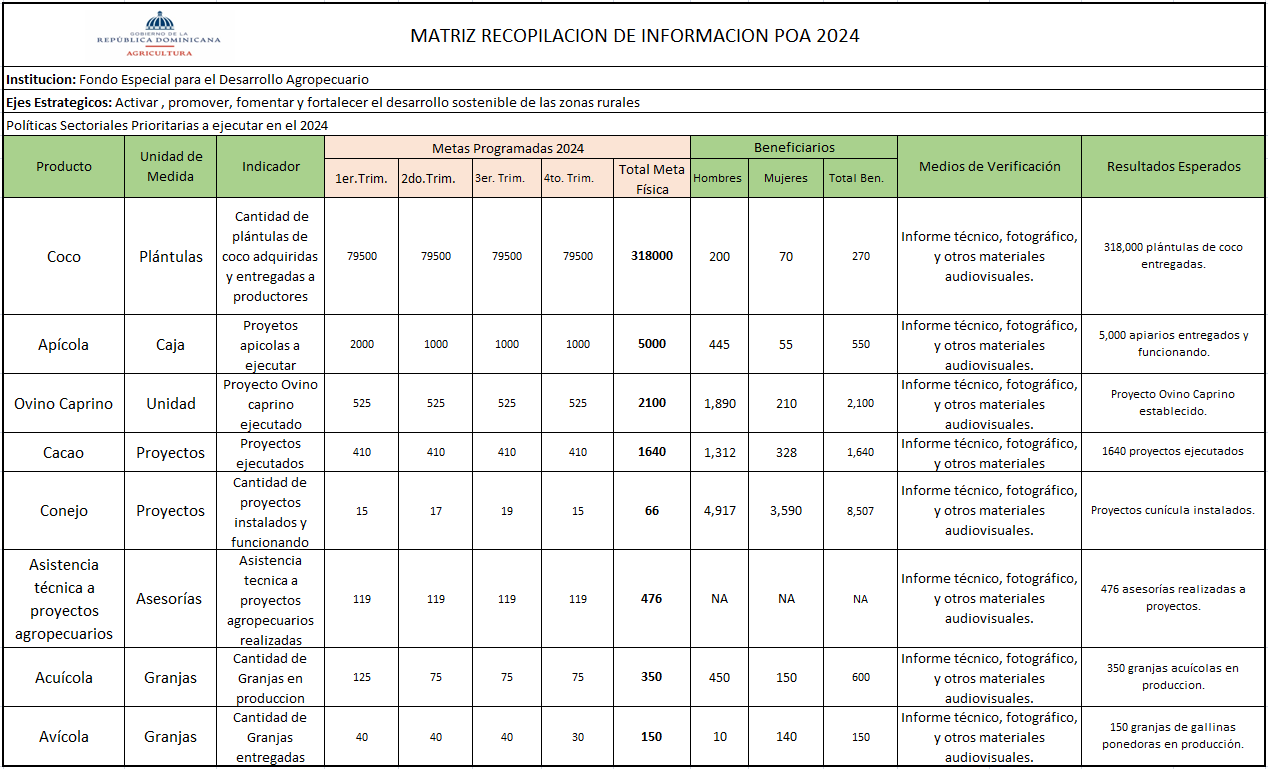 GOBIERNO DE LA
REPÚBLICA DOMINICANA
AGRICULTURA
MATRIZ RECOPILACION DE INFORMACION POA 2024
Institucion: Fondo Especial para el Desarrollo Agropecuario
Ejes Estrategicos: Activar , promover, fomentar y fortalecer el desarrollo sostenible de las zonas rurales
Políticas Sectoriales Prioritarias a ejecutar en el 2024
Producto
Unidad de
Medida
Indicador
Metas Programadas 2024
1er.Trim.
2do.Trim.
3er. Trim.
4to. Trim.
Total Meta
Física
Beneficiarios
Hombres
Mujeres
Total Ben.
Medios de Verificación
Resultados Esperados
Coco
Plántulas
Cantidad de
plántulas de
coco adquiridas
y entregadas a
productores
79500
79500
79500
79500
318000
200
70
270
Informe técnico, fotográfico,
y otros materiales
audiovisuales.
318,000 plántulas de coco
entregadas.
Apícola
Caja
Proyetos
apicolas a
ejecutar
2000
1000
1000
1000
5000
445
55
550
Informe técnico, fotográfico,
y otros materiales
audiovisuales.
5,000 apiarios entregados y
funcionando.
Ovino Caprino
Unidad
Proyecto Ovino
caprino
ejecutado
525
525
525
525
2100
1,890
210
2,100
Informe técnico, fotográfico,
y otros materiales
audiovisuales.
Proyecto Ovino Caprino
establecido.
Cacao
Proyectos
Proyectos
ejecutados
410
410
410
410
1640
1,312
328
1,640
Informe técnico, fotográfico,
y otros materiales
1640 proyectos ejecutados
Conejo
Proyectos
Cantidad de
proyectos
instalados y
funcionando
15
17
19
15
66
4,917
3,590
8,507
Informe técnico, fotográfico,
y otros materiales
audiovisuales.
Proyectos cunícula instalados.
Asistencia
técnica a
proyectos
agropecuarios
Asesorías
Asistencia
tecnica a
proyectos
agropecuarios
realizadas
119
119
119
119
476
NA
NA
NA
Informe técnico, fotográfico,
y otros materiales
audiovisuales.
476 asesorías realizadas a
proyectos.
Acuícola
Granjas
Cantidad de
Granjas en
produccion
125
75
75
75
350
450
150
600
Informe técnico, fotográfico,
y otros materiales
audiovisuales.
350 granjas acuícolas en
produccion.
Avícola
Granjas
Cantidad de
Granjas
entregadas
40
40
40
30
150
10
140
150
Informe técnico, fotográfico,
y otros materiales
audiovisuales.
150 granjas de gallinas
ponedoras en producción.